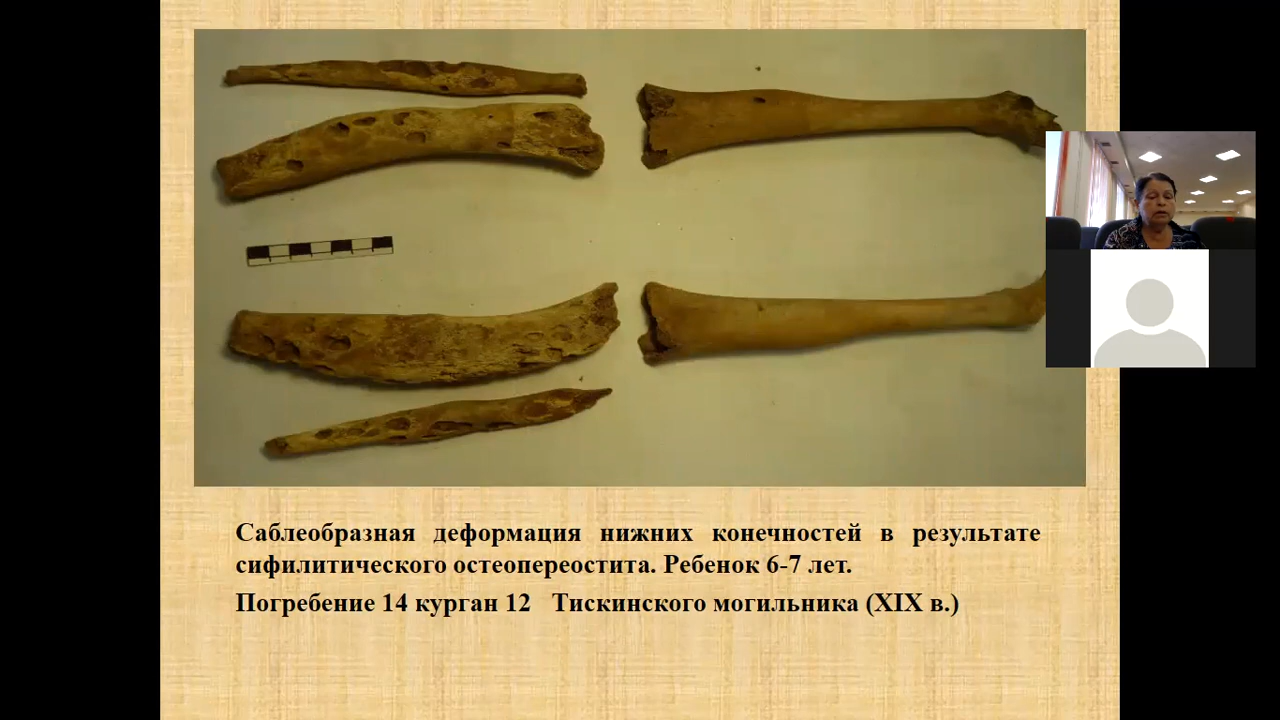 Саблеобразная деформация нижних конечностей в результате
сифилитического остеопереостита. Ребенок 6-7 лет.
Погребение 14 курган 12 Тискинского могильника (XIX в.)